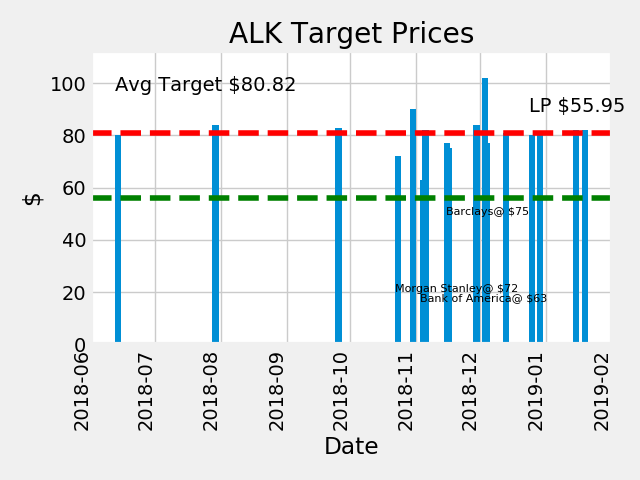 ALK Target Prices
Avg Target $80.82
LP $55.95
Barclays@ $75
Morgan Stanley@ $72
Bank of America@ $63
$
100
80
60
40
20
0
2018-06
2018-07
2018-08
2018-09
2018-10
2018-11
2018-12
2019-01
2019-02
Date